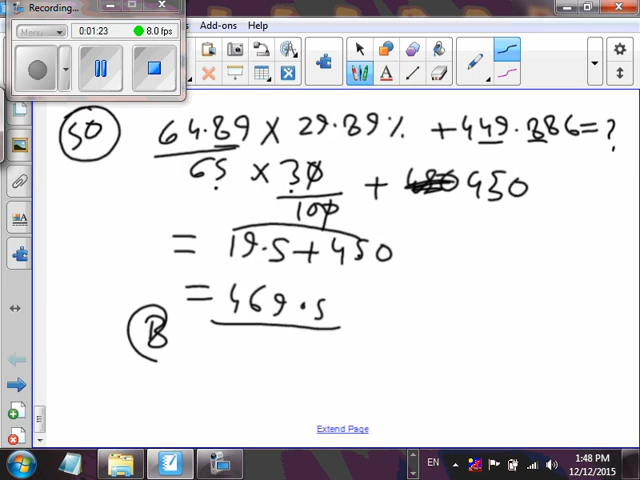 Recording...
Menu
0:01:23
8.0 fps
s Add-ons Help
50
64.89 × 29.89% + 449.886 = ?
65 × 30/100 + 450
= 19.5 + 450
= 469.5
B
Extend Page
EN
1:48 PM
12/12/2015